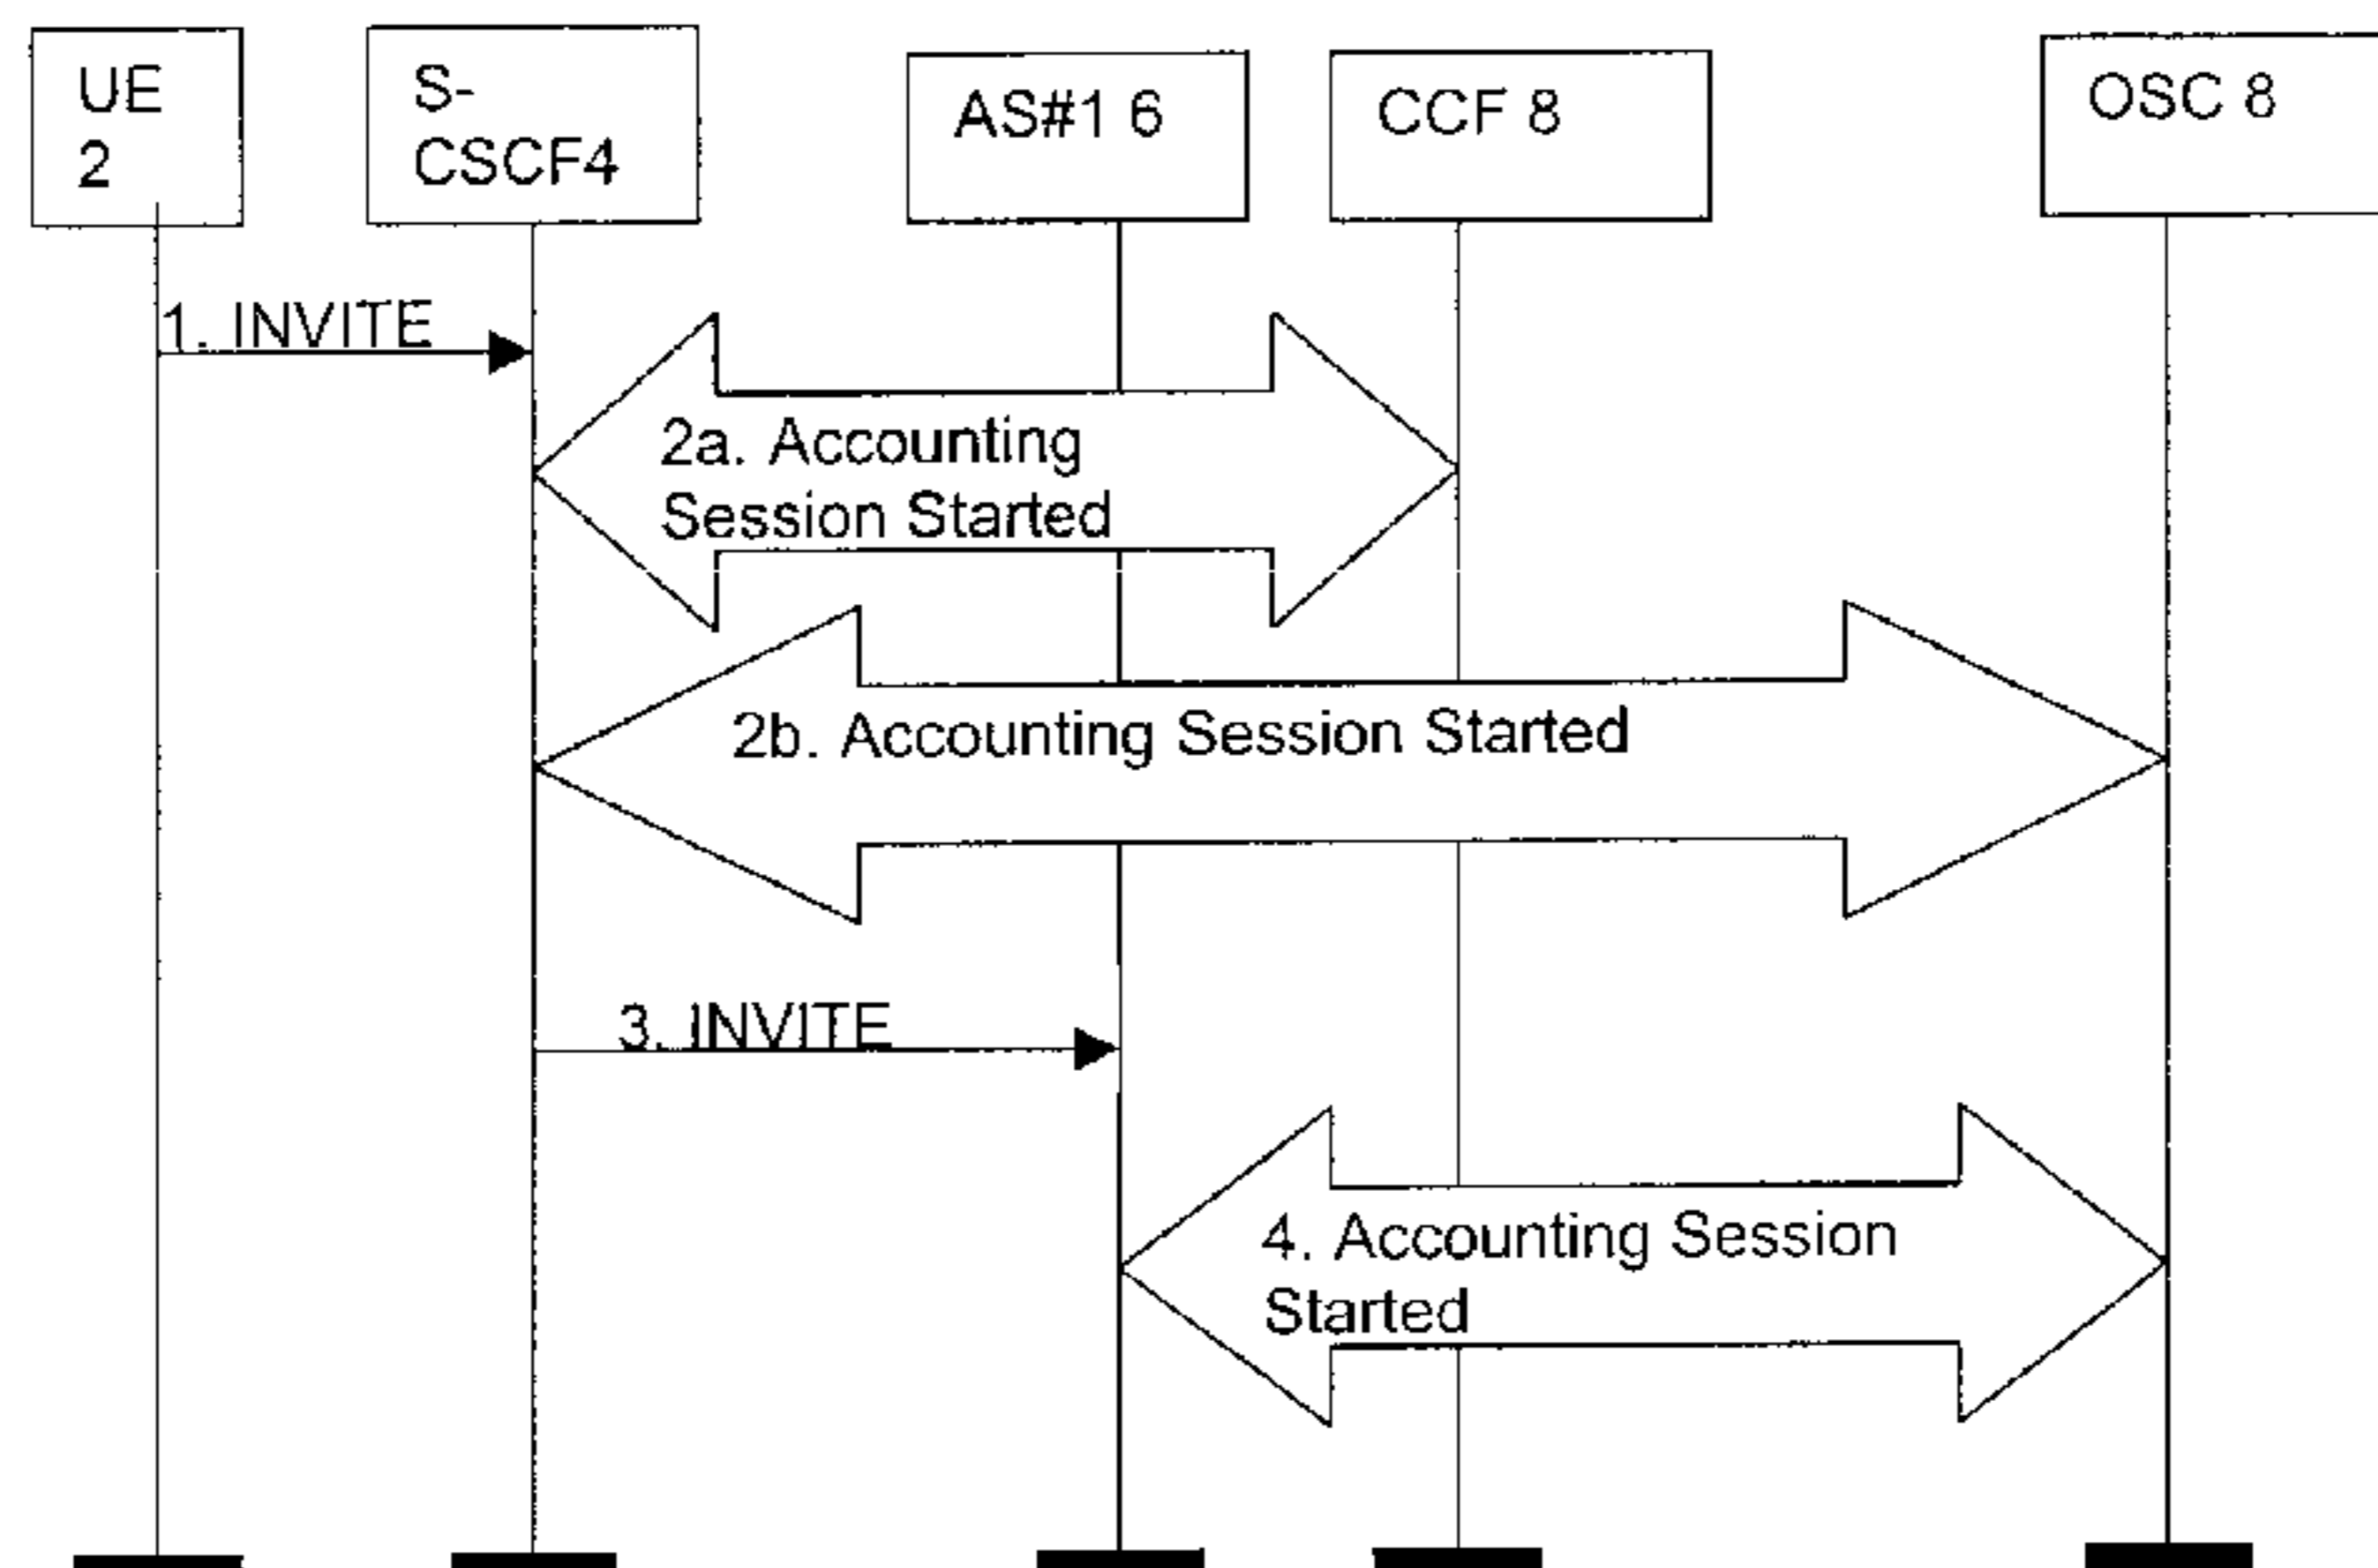 UE
2
S-
CSCF4
AS#1 6
CCF 8
OSC 8
1. INVITE
2a. Accounting
Session Started
2b. Accounting Session Started
3. INVITE
4. Accounting Session
Started